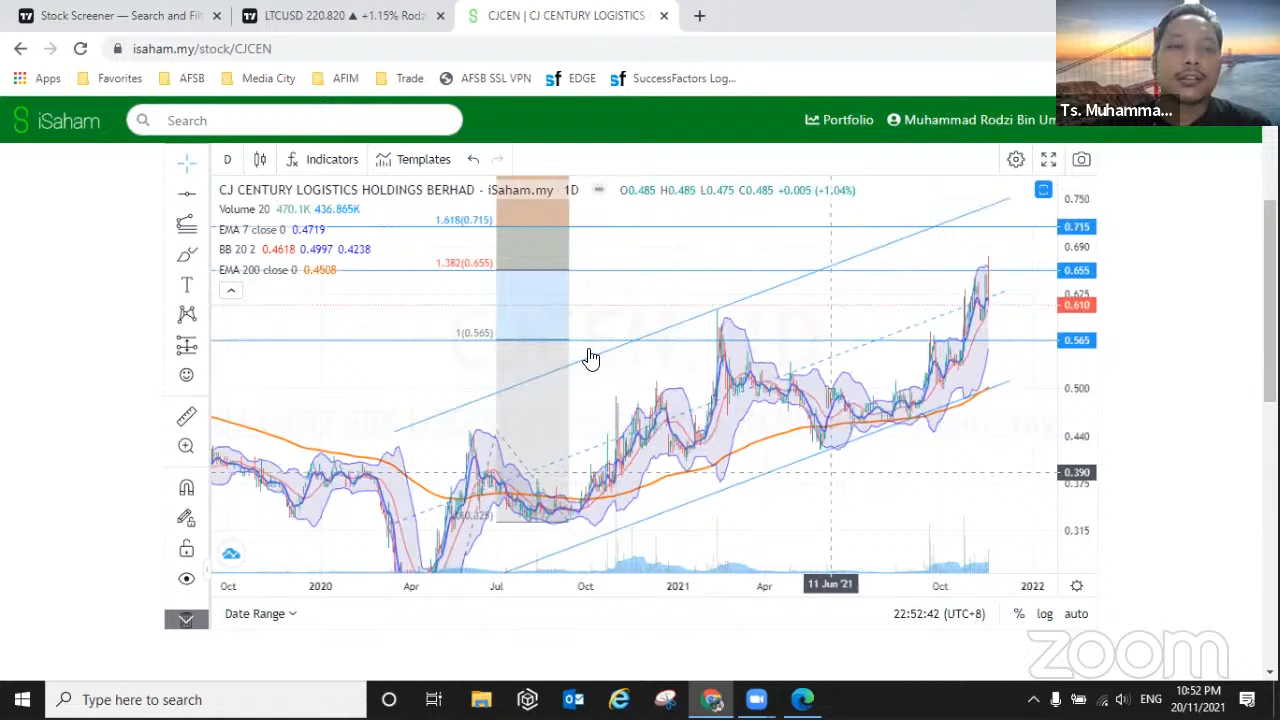 Stock Screener — Search and Filt
LTCUSD 220.820 ▲ +1.15% Rodz
CJCEN | CJ CENTURY LOGISTICS
isaham.my/stock/CJCEN
Apps Favorites AFSB Media City AFIM Trade AFSB SSL VPN EDGE SuccessFactors Log...
Ts. Muhamma...
iSaham Search Portfolio Muhammad Rodzi Bin Um
D Indicators Templates
CJ CENTURY LOGISTICS HOLDINGS BERHAD - iSaham.my 1D O0.485 H0.485 L0.475 C0.485 +0.005 (+1.04%)
Volume 20 470.1K 436.865K
EMA 7 close 0 0.4719
BB 20 2 0.4618 0.4997 0.4238
EMA 200 close 0 0.4508
1.618(0.715)
1.382(0.655)
1(0.565)
0.750
0.715
0.690
0.655
0.625
0.610
0.565
0.500
0.440
0.390
0.375
0.315
Oct 2020 Apr Jul Oct 2021 Apr 11 Jun '21 Oct 2022
Date Range 22:52:42 (UTC+8) % log auto
zoom
Type here to search
ENG
10:52 PM
20/11/2021